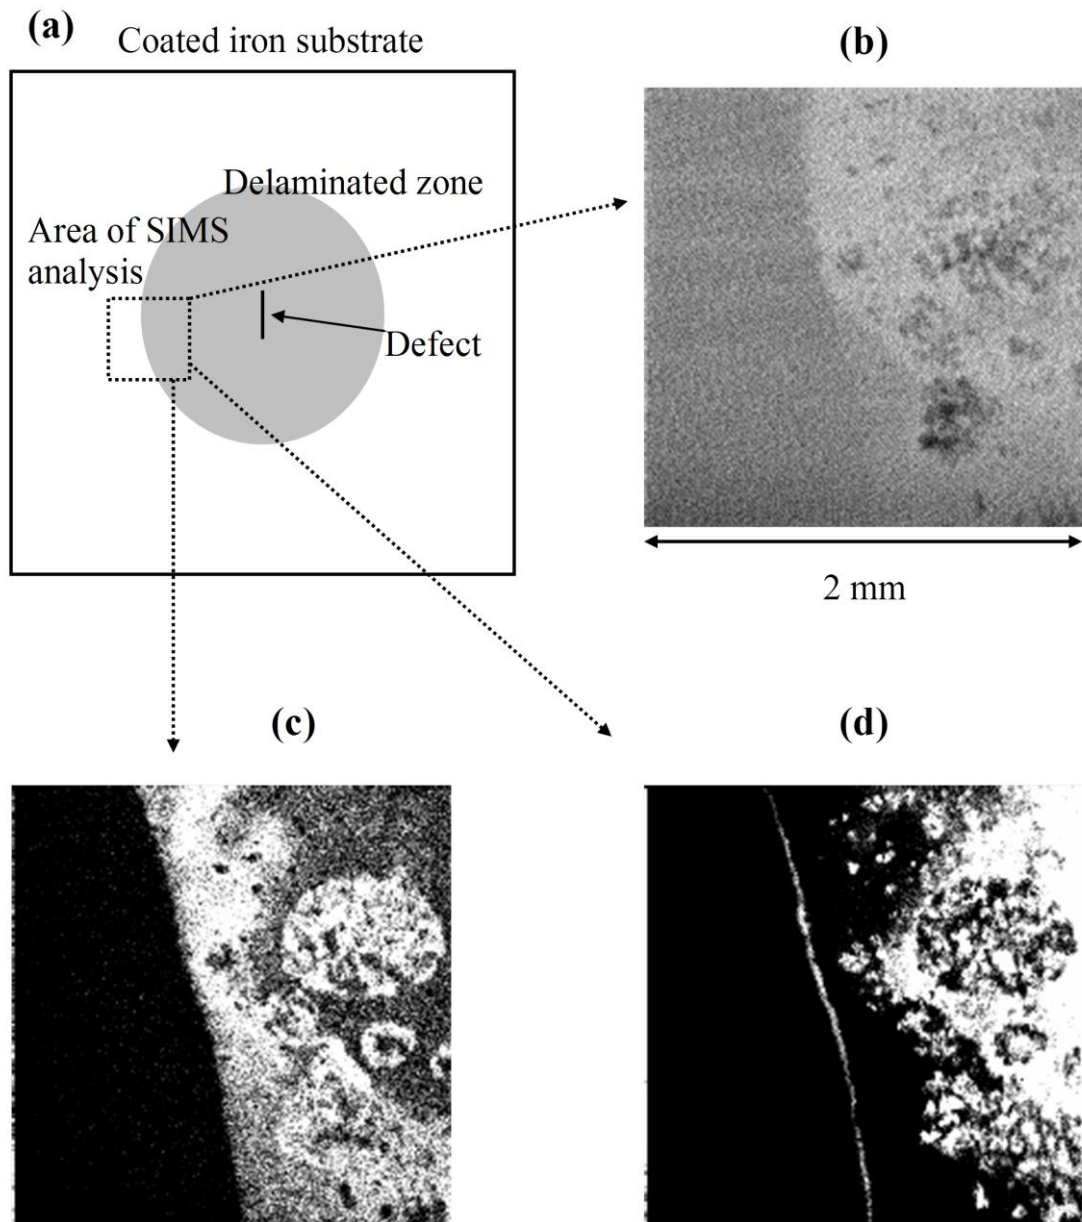 (a)
Coated iron substrate
(b)
Delaminated zone
Area of SIMS
analysis
Defect
2 mm
(c)
(d)